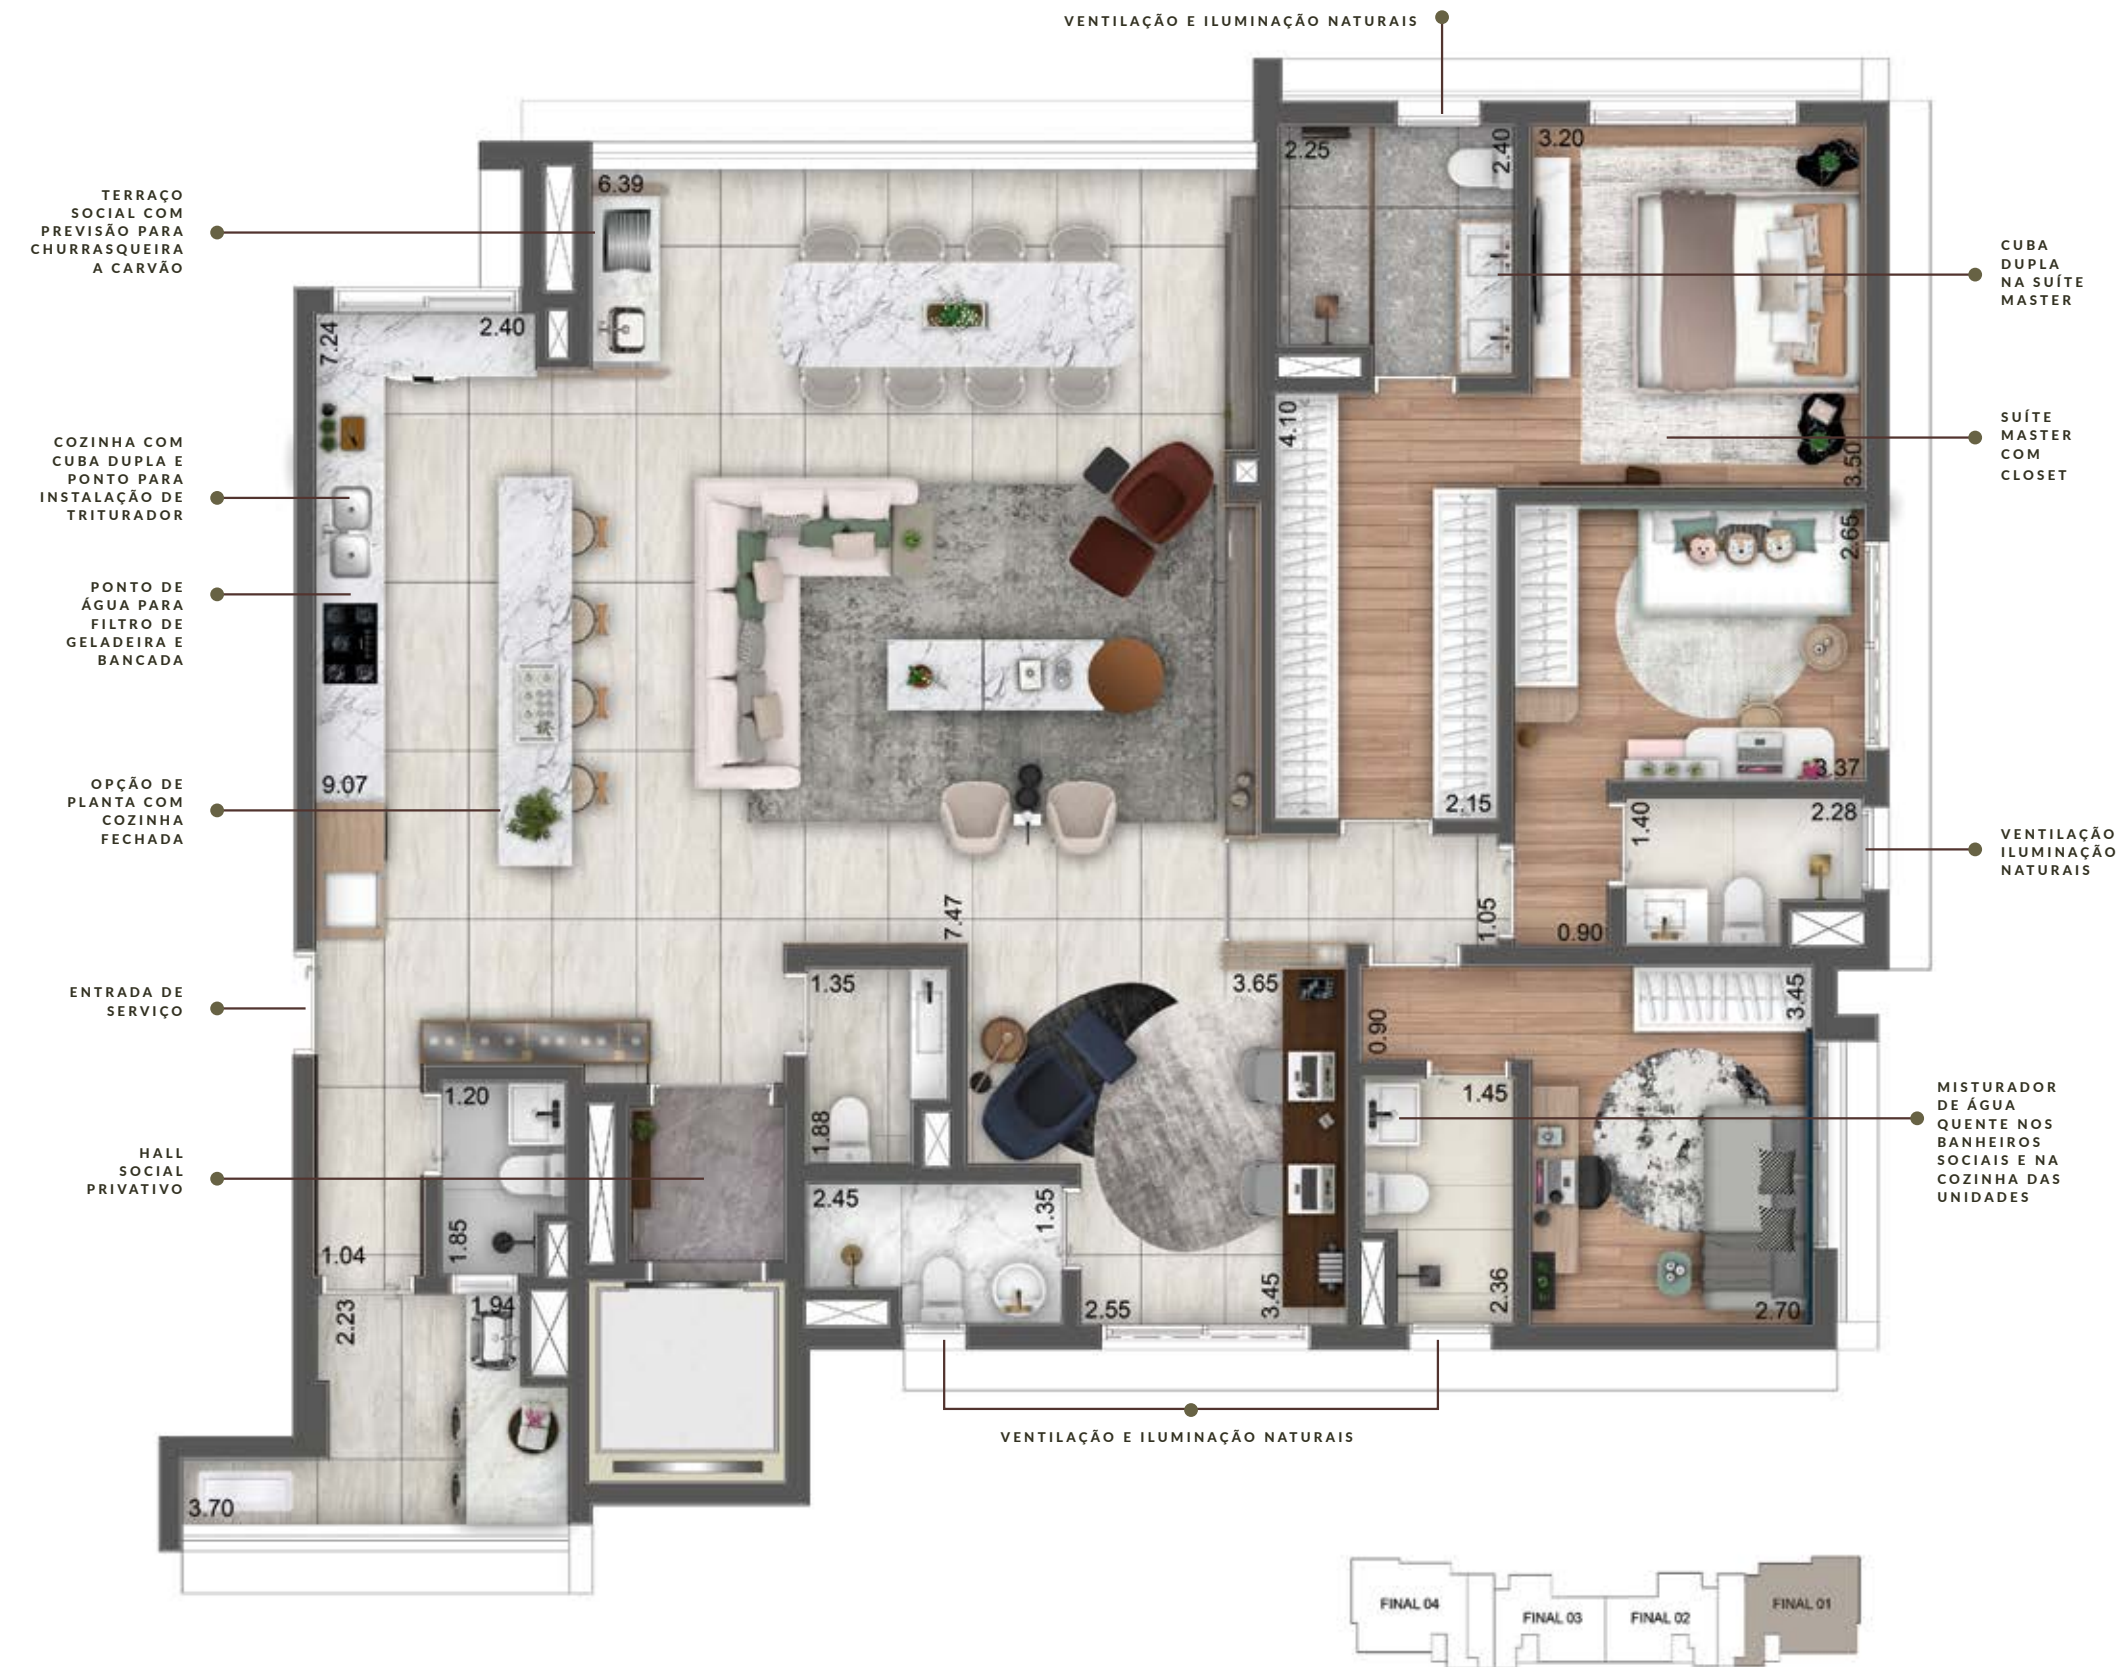 VENTILAÇÃO E ILUMINAÇÃO NATURAIS
TERRAÇO
SOCIAL COM
PREVISÃO PARA
CHURRASQUEIRA
A CARVÃO
COZINHA COM
CUBA DUPLA E
PONTO PARA
INSTALAÇÃO DE
TRITURADOR
PONTO DE
ÁGUA PARA
FILTRO DE
GELADEIRA E
BANCADA
OPÇÃO DE
PLANTA COM
COZINHA
FECHADA
ENTRADA DE
SERVIÇO
HALL
SOCIAL
PRIVATIVO
6.39
7.24
2.40
9.07
7.47
2.25
2.40
3.20
4.10
3.50
2.15
2.65
3.37
1.40
2.28
1.05
0.90
1.35
1.88
3.65
0.90
3.45
1.20
1.85
1.04
2.45
1.35
2.55
3.45
1.45
2.36
2.70
2.23
1.94
3.70
CUBA
DUPLA
NA SUÍTE
MASTER
SUÍTE
MASTER
COM
CLOSET
VENTILAÇÃO
ILUMINAÇÃO
NATURAIS
MISTURADOR
DE ÁGUA
QUENTE NOS
BANHEIROS
SOCIAIS E NA
COZINHA DAS
UNIDADES
VENTILAÇÃO E ILUMINAÇÃO NATURAIS
FINAL 04
FINAL 03
FINAL 02
FINAL 01